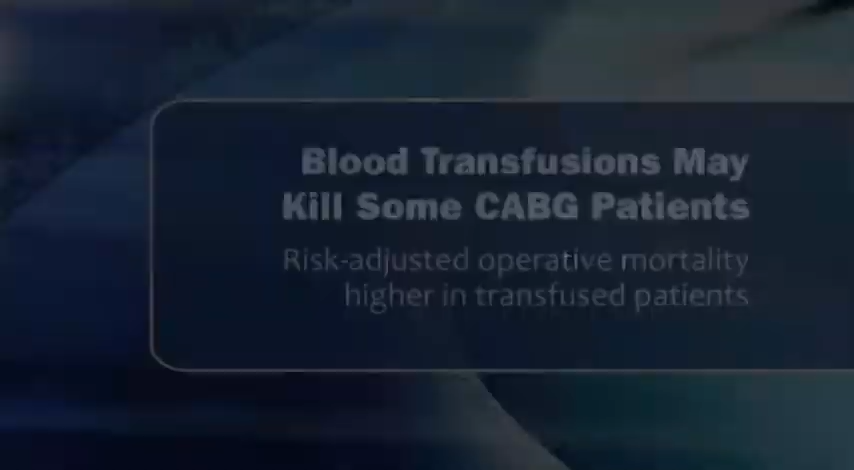 Blood Transfusions May
Kill Some CABG Patients
Risk-adjusted operative mortality
higher in transfused patients